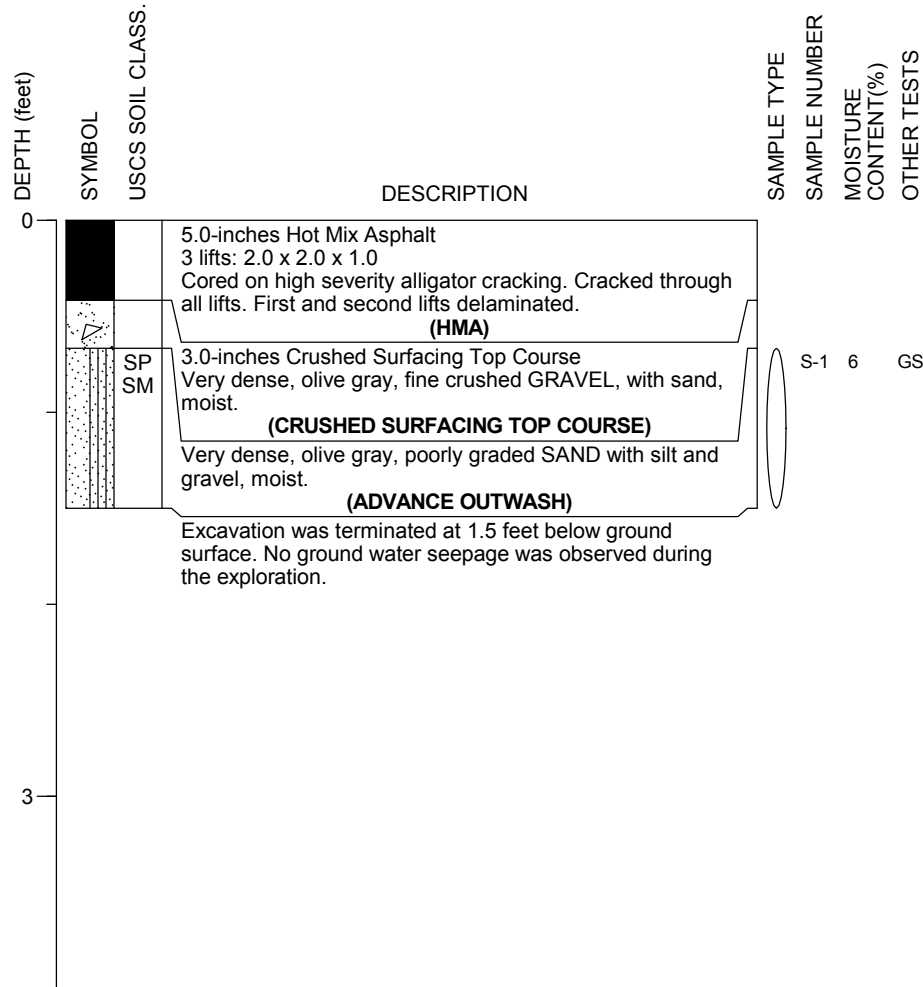 DEPTH (feet)
SYMBOL
USCS SOIL CLASS.
DESCRIPTION
SAMPLE TYPE
SAMPLE NUMBER
MOISTURE
CONTENT(%)
OTHER TESTS
0
5.0-inches Hot Mix Asphalt
3 lifts: 2.0 x 2.0 x 1.0
Cored on high severity alligator cracking. Cracked through
all lifts. First and second lifts delaminated.
(HMA)
SP
SM
3.0-inches Crushed Surfacing Top Course
Very dense, olive gray, fine crushed GRAVEL, with sand,
moist.
(CRUSHED SURFACING TOP COURSE)
S-1 6 GS
Very dense, olive gray, poorly graded SAND with silt and
gravel, moist.
(ADVANCE OUTWASH)
Excavation was terminated at 1.5 feet below ground
surface. No ground water seepage was observed during
the exploration.
3